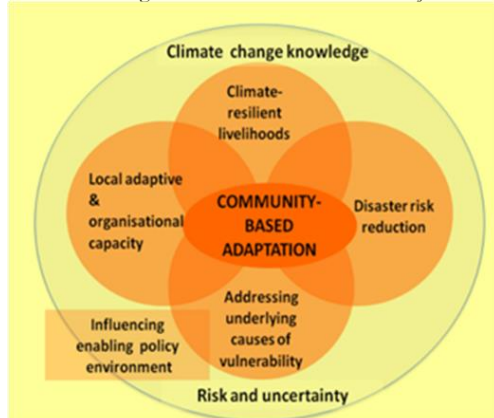 Climate change knowledge
Climate-
resilient
livelihoods
Local adaptive
&
organisational
capacity
COMMUNITY-
BASED
ADAPTATION
Disaster risk
reduction
Addressing
underlying
causes of
vulnerability
Influencing
enabling policy
environment
Risk and uncertainty